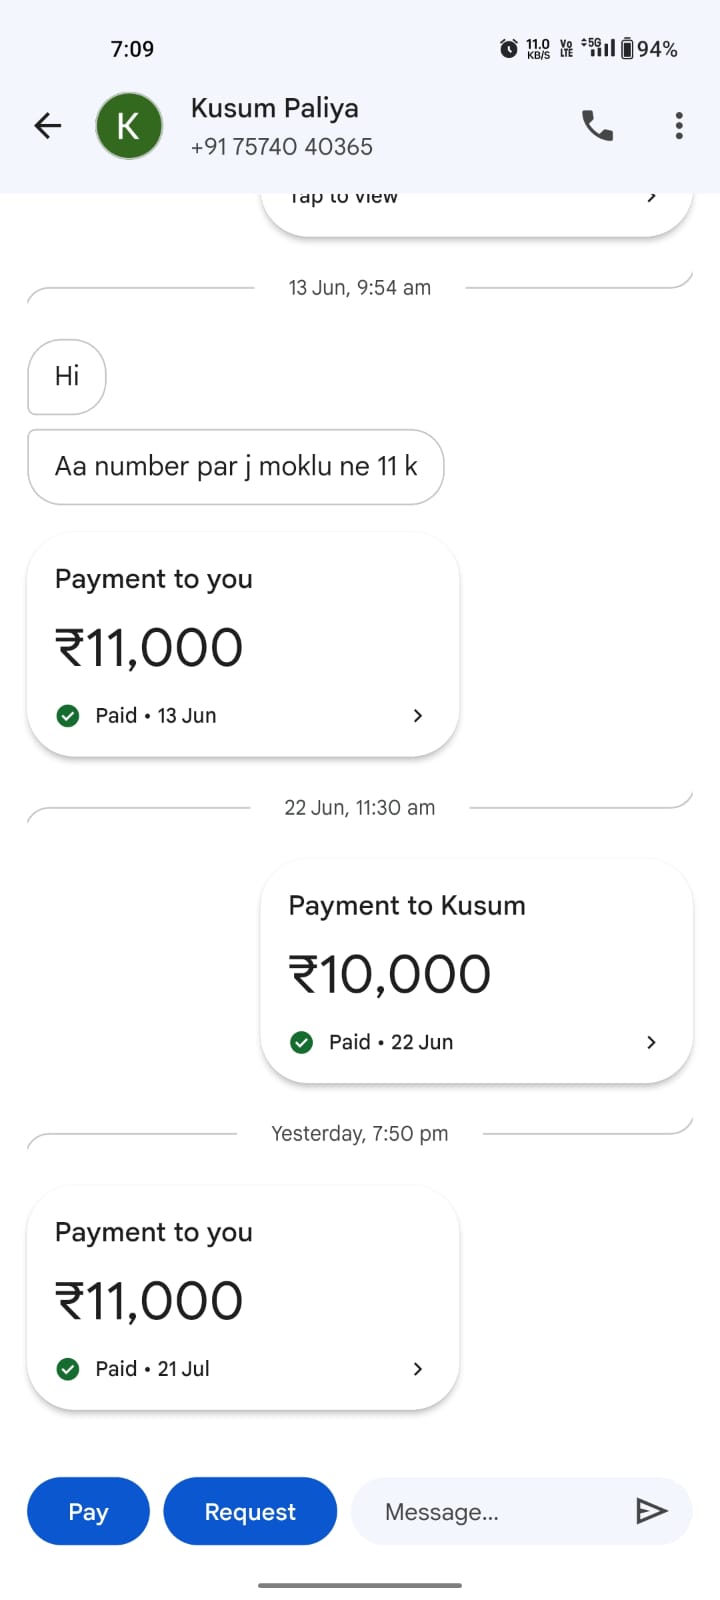 7:09
11.0 KB/S Vo LTE 5G 94%
K
Kusum Paliya
+91 75740 40365
Tap to view
13 Jun, 9:54 am
Hi
Aa number par j moklu ne 11 k
Payment to you
₹11,000
Paid • 13 Jun
22 Jun, 11:30 am
Payment to Kusum
₹10,000
Paid • 22 Jun
Yesterday, 7:50 pm
Payment to you
₹11,000
Paid • 21 Jul
Pay Request Message...